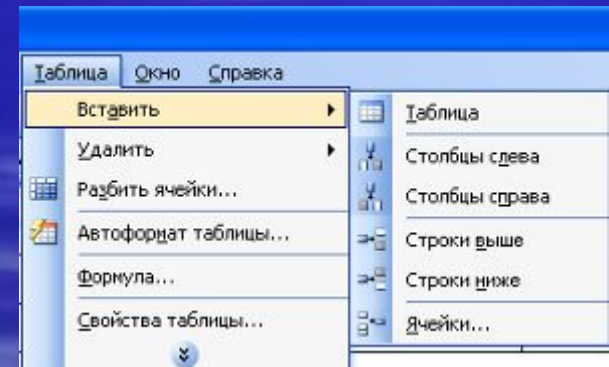 Таблица Окно Справка
Вставить
Удалить
Разбить ячейки...
Автоформат таблицы...
Формула...
Свойства таблицы...
Таблица
Столбцы слева
Столбцы справа
Строки выше
Строки ниже
Ячейки...